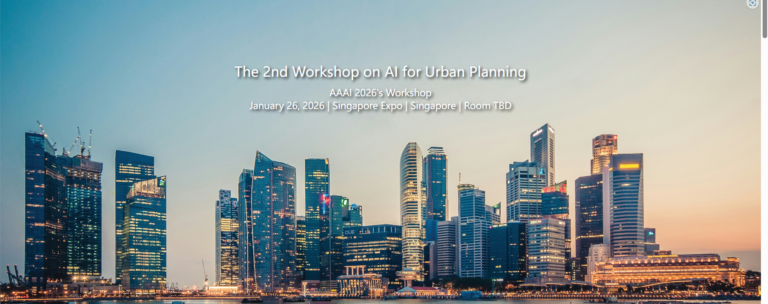 The 2nd Workshop on AI for Urban Planning
AAAI 2026's Workshop
January 26, 2026 | Singapore Expo | Singapore | Room TBD